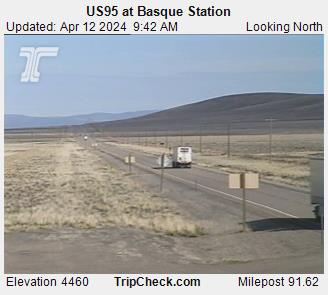 US95 at Basque Station
Updated: Apr 12 2024 9:42 AM Looking North
Elevation 4460 TripCheck.com Milepost 91.62